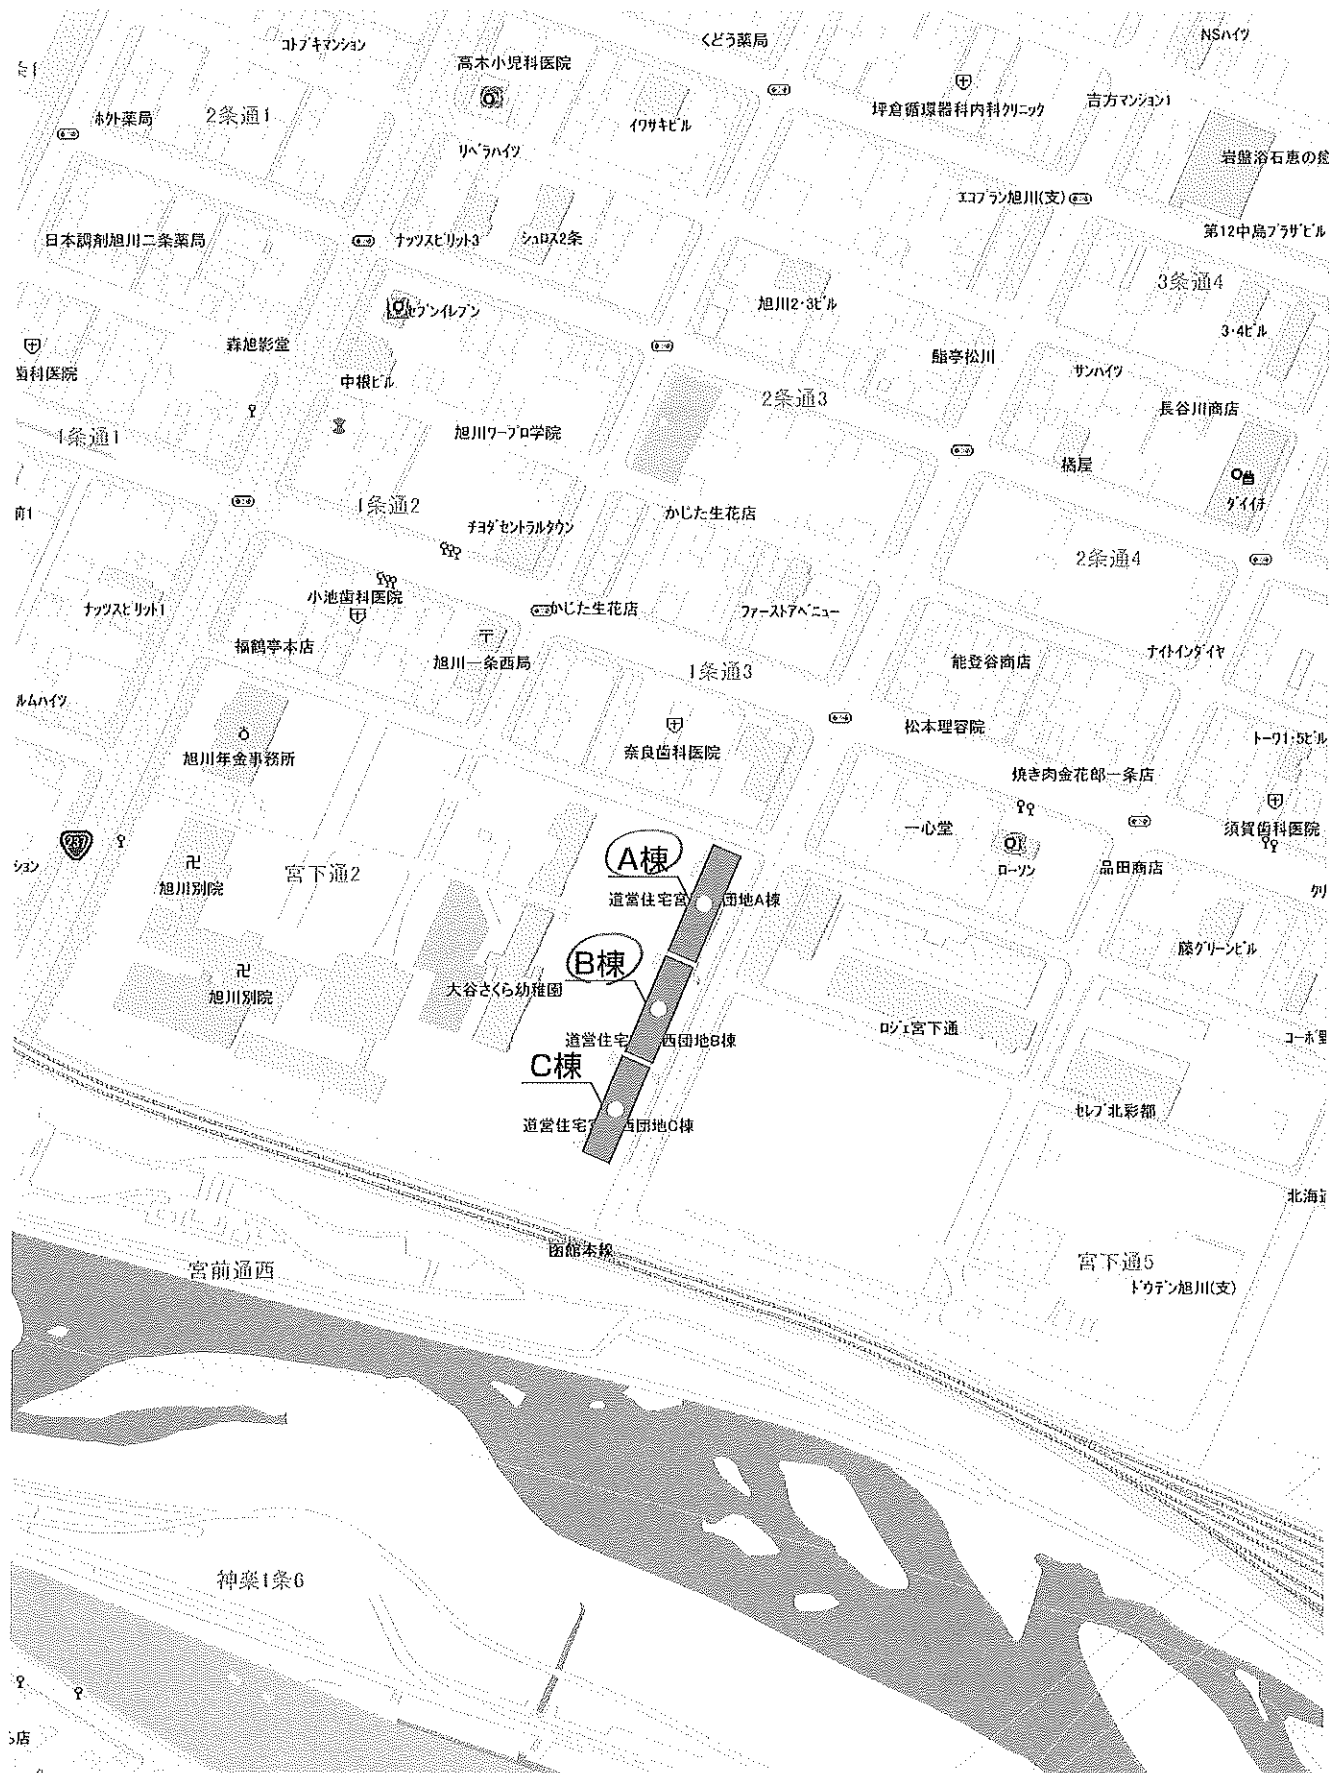 コトブキマンション
くどう薬局
NSハイツ
高木小児科医院
ホクト薬局
2条通1
イワサキビル
坪倉循環器科内科クリニック
吉方マンション1
リベラハイツ
岩盤浴石恵の癒
エコプラン旭川(支)
日本調剤旭川二条薬局
ナッツスピリット3
シュロス2条
第12中島プラザビル
3条通4
セブンイレブン
旭川2・3ビル
森旭影堂
3・4ビル
歯科医院
中根ビル
鮨亭松川
サンハイツ
2条通3
長谷川商店
1条通1
旭川ワープロ学院
橘屋
ダイイチ
前1
1条通2
チヨダセントラルタウン
かじた生花店
2条通4
小池歯科医院
ナッツスピリット1
かじた生花店
ファーストアベニュー
福鶴亭本店
旭川一条西局
1条通3
能登谷商店
ナイトインダイヤ
ルムハイツ
松本理容院
奈良歯科医院
トーワ1・5ビル
旭川年金事務所
焼き肉金花郎一条店
一心堂
須賀歯科医院
237
ション
A棟
ローソン
品田商店
旭川別院
宮下通2
道営住宅宮 団地A棟
クリ
藤グリーンビル
B棟
旭川別院
大谷さくら幼稚園
ロジェ宮下通
道営住宅 西団地B棟
C棟
セレブ北彩都
道営住宅 西団地C棟
北海道
函館本線
宮前通西
宮下通5
ドウデン旭川(支)
神楽1条6
る店